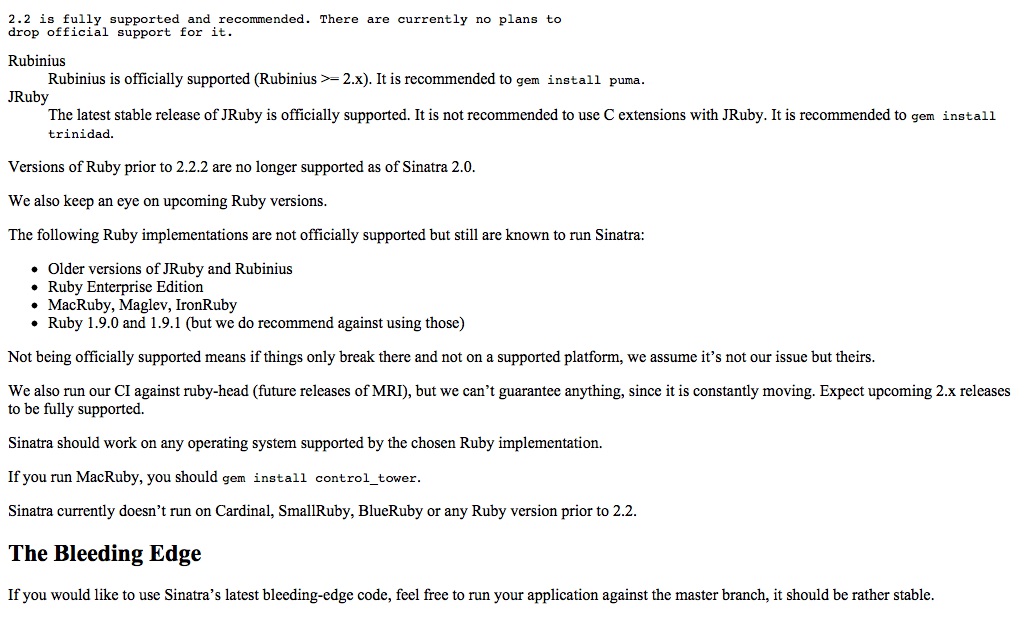 2.2 is fully supported and recommended. There are currently no plans to
drop official support for it.
Rubinius
Rubinius is officially supported (Rubinius >= 2.x). It is recommended to gem install puma.
JRuby
The latest stable release of JRuby is officially supported. It is not recommended to use C extensions with JRuby. It is recommended to gem install
trinidad.
Versions of Ruby prior to 2.2.2 are no longer supported as of Sinatra 2.0.
We also keep an eye on upcoming Ruby versions.
The following Ruby implementations are not officially supported but still are known to run Sinatra:
• Older versions of JRuby and Rubinius
• Ruby Enterprise Edition
• MacRuby, Maglev, IronRuby
• Ruby 1.9.0 and 1.9.1 (but we do recommend against using those)
Not being officially supported means if things only break there and not on a supported platform, we assume it’s not our issue but theirs.
We also run our CI against ruby-head (future releases of MRI), but we can’t guarantee anything, since it is constantly moving. Expect upcoming 2.x releases
to be fully supported.
Sinatra should work on any operating system supported by the chosen Ruby implementation.
If you run MacRuby, you should gem install control_tower.
Sinatra currently doesn’t run on Cardinal, SmallRuby, BlueRuby or any Ruby version prior to 2.2.
The Bleeding Edge
If you would like to use Sinatra’s latest bleeding-edge code, feel free to run your application against the master branch, it should be rather stable.